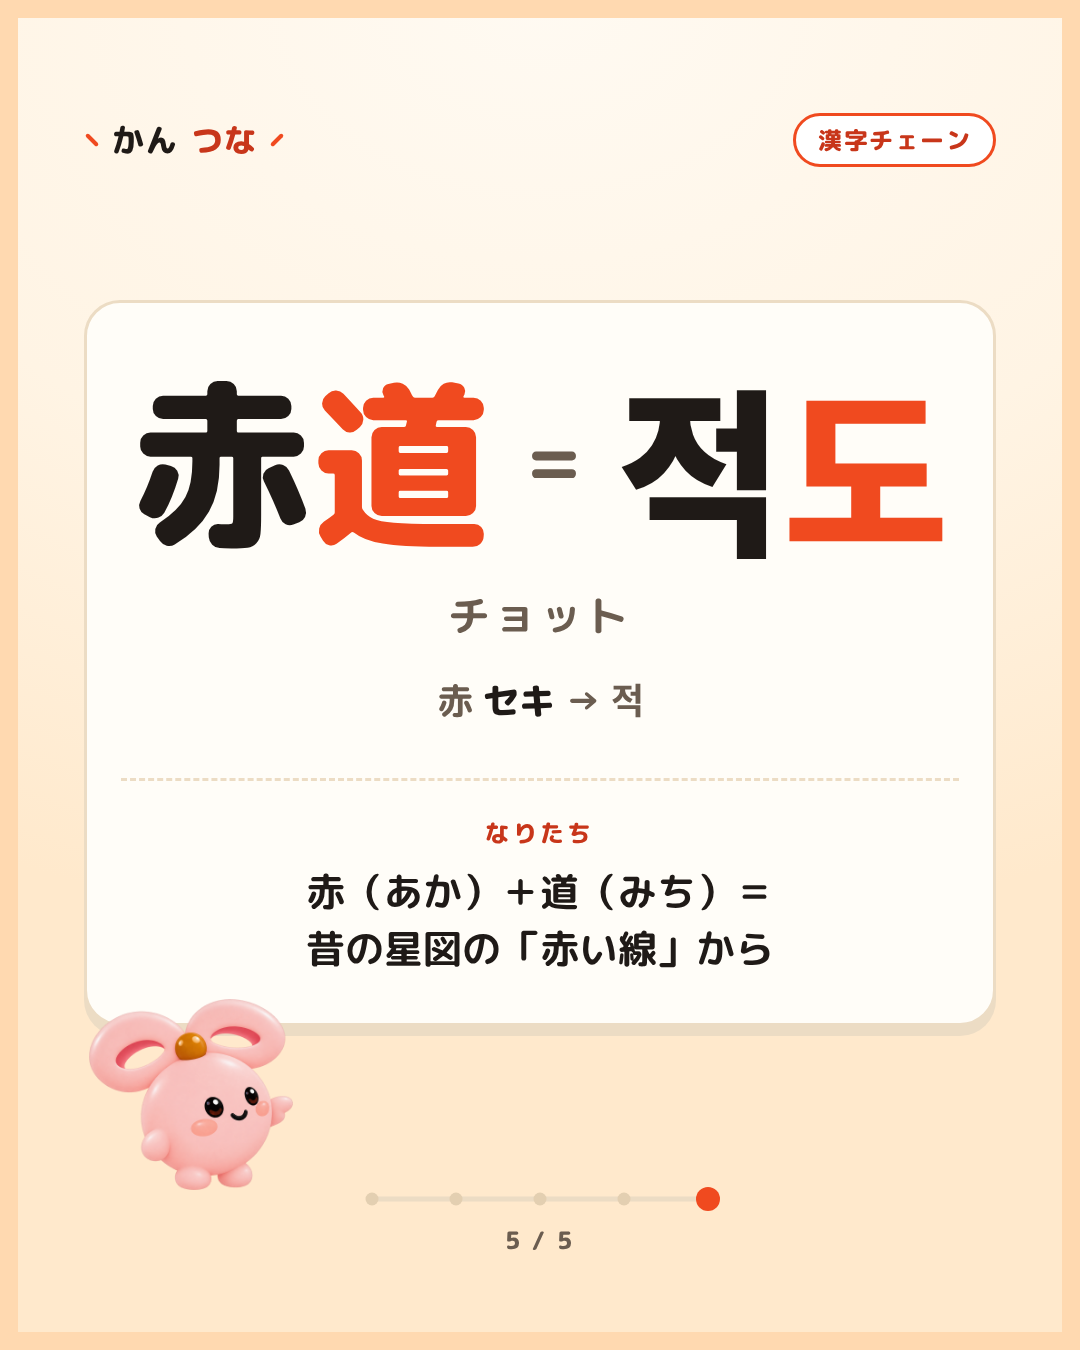 かん つな
漢字チェーン
赤道 = 적도
チョット
赤 セキ → 적
なりたち
赤（あか）＋道（みち）＝
昔の星図の「赤い線」から
5 / 5